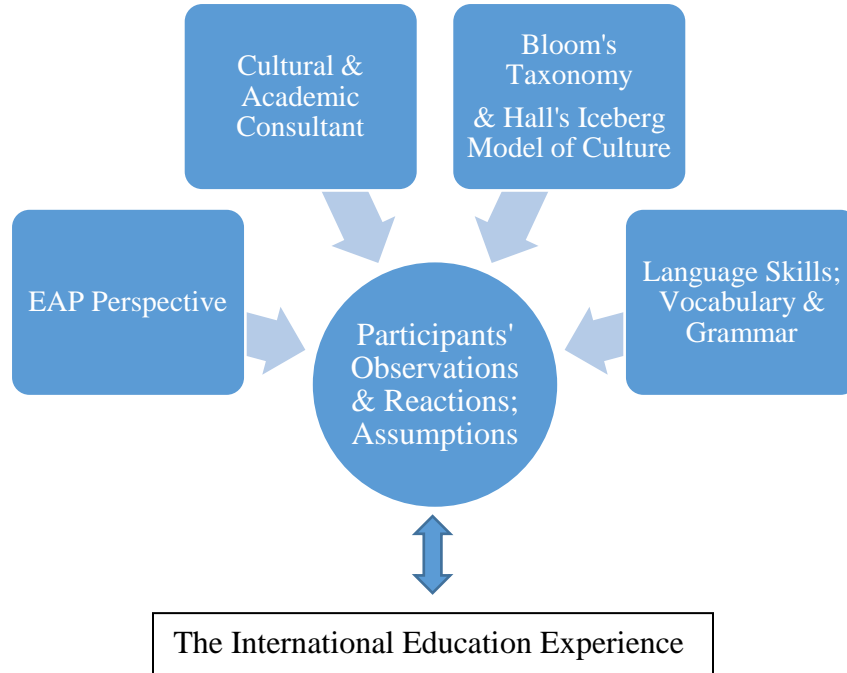 Cultural &
Academic
Consultant
Bloom's
Taxonomy
& Hall's Iceberg
Model of Culture
EAP Perspective
Language Skills;
Vocabulary &
Grammar
Participants'
Observations
& Reactions;
Assumptions
The International Education Experience